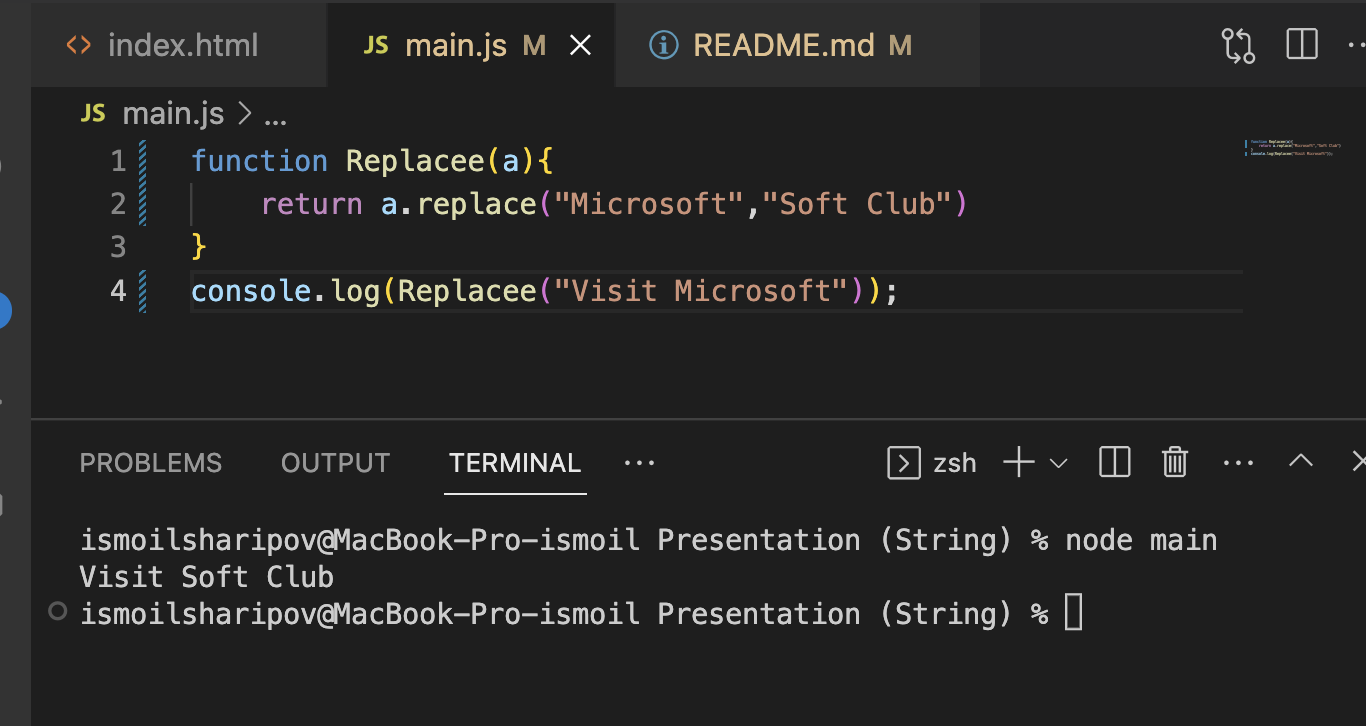 index.html JS main.js M README.md M
JS main.js > ...
1 function Replacee(a){
2     return a.replace("Microsoft","Soft Club")
3 }
4 console.log(Replacee("Visit Microsoft"));
PROBLEMS OUTPUT TERMINAL ... zsh
ismoilsharipov@MacBook-Pro-ismoil Presentation (String) % node main
Visit Soft Club
ismoilsharipov@MacBook-Pro-ismoil Presentation (String) %